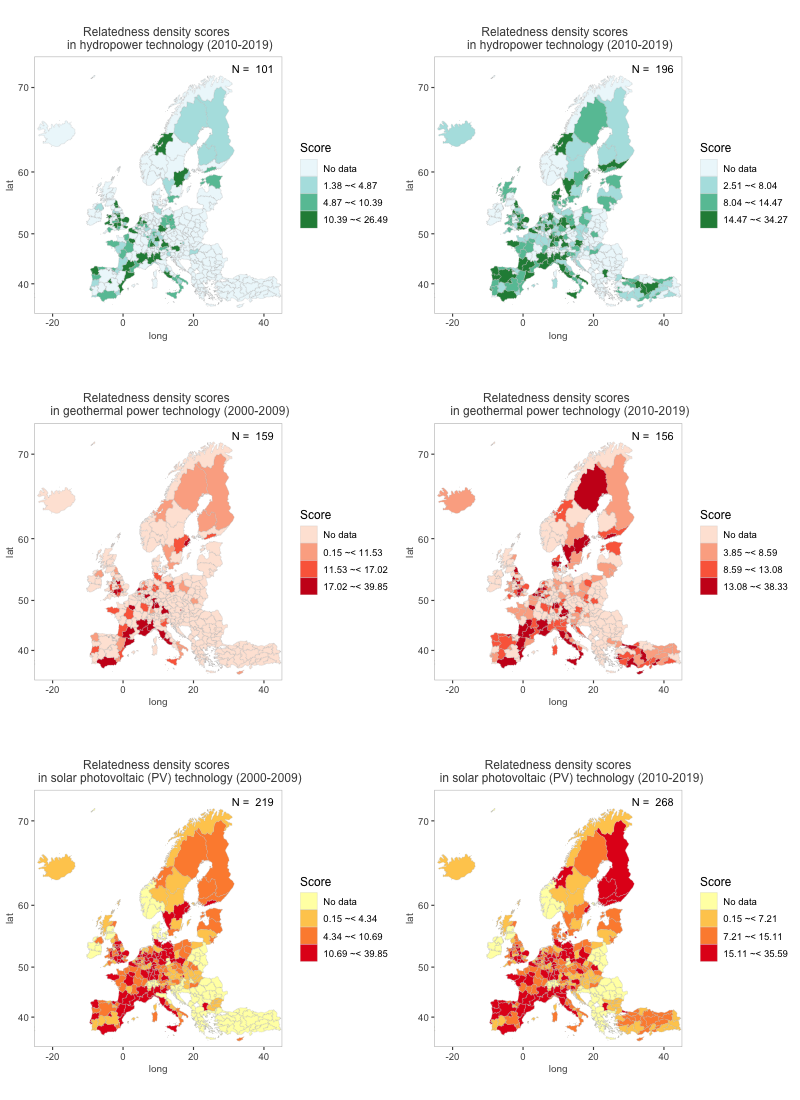 Relatedness density scores
in hydropower technology (2010-2019)
N = 101
70
60
50
40
lat
-20
0
20
40
long
Score
No data
1.38 ~< 4.87
4.87 ~< 10.39
10.39 ~< 26.49
Relatedness density scores
in hydropower technology (2010-2019)
N = 196
70
60
50
40
lat
-20
0
20
40
long
Score
No data
2.51 ~< 8.04
8.04 ~< 14.47
14.47 ~< 34.27
Relatedness density scores
in geothermal power technology (2000-2009)
N = 159
70
60
50
40
lat
-20
0
20
40
long
Score
No data
0.15 ~< 11.53
11.53 ~< 17.02
17.02 ~< 39.85
Relatedness density scores
in geothermal power technology (2010-2019)
N = 156
70
60
50
40
lat
-20
0
20
40
long
Score
No data
3.85 ~< 8.59
8.59 ~< 13.08
13.08 ~< 38.33
Relatedness density scores
in solar photovoltaic (PV) technology (2000-2009)
N = 219
70
60
50
40
lat
-20
0
20
40
long
Score
No data
0.15 ~< 4.34
4.34 ~< 10.69
10.69 ~< 39.85
Relatedness density scores
in solar photovoltaic (PV) technology (2010-2019)
N = 268
70
60
50
40
lat
-20
0
20
40
long
Score
No data
0.15 ~< 7.21
7.21 ~< 15.11
15.11 ~< 35.59